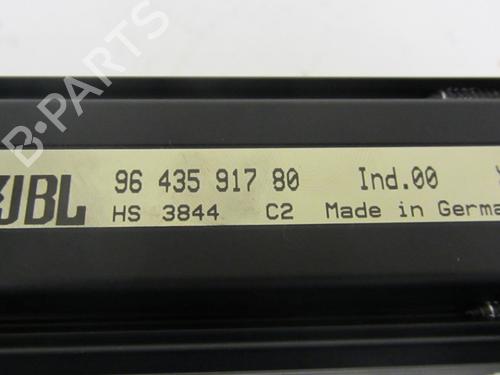 B-PARTS
JBL 96 435 917 80 Ind.00
HS 3844 C2 Made in Germa